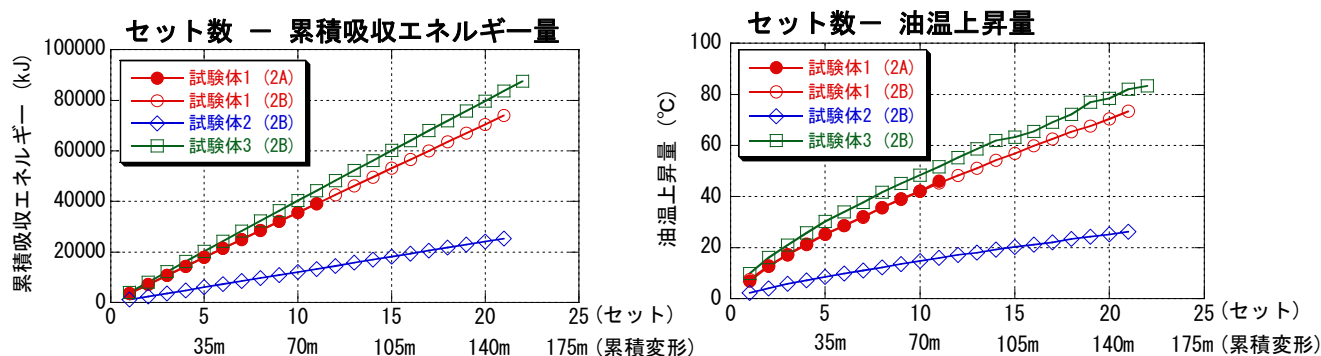 セット数 － 累積吸収エネルギー量
累積吸収エネルギー (kJ)
100000
80000
60000
40000
20000
0
試験体1 (2A)
試験体1 (2B)
試験体2 (2B)
試験体3 (2B)
0 5 10 15 20 25 (セット)
35m 70m 105m 140m 175m (累積変形)
セット数－ 油温上昇量
油温上昇量 (℃)
100
80
60
40
20
0
試験体1 (2A)
試験体1 (2B)
試験体2 (2B)
試験体3 (2B)
0 5 10 15 20 25 (セット)
35m 70m 105m 140m 175m (累積変形)